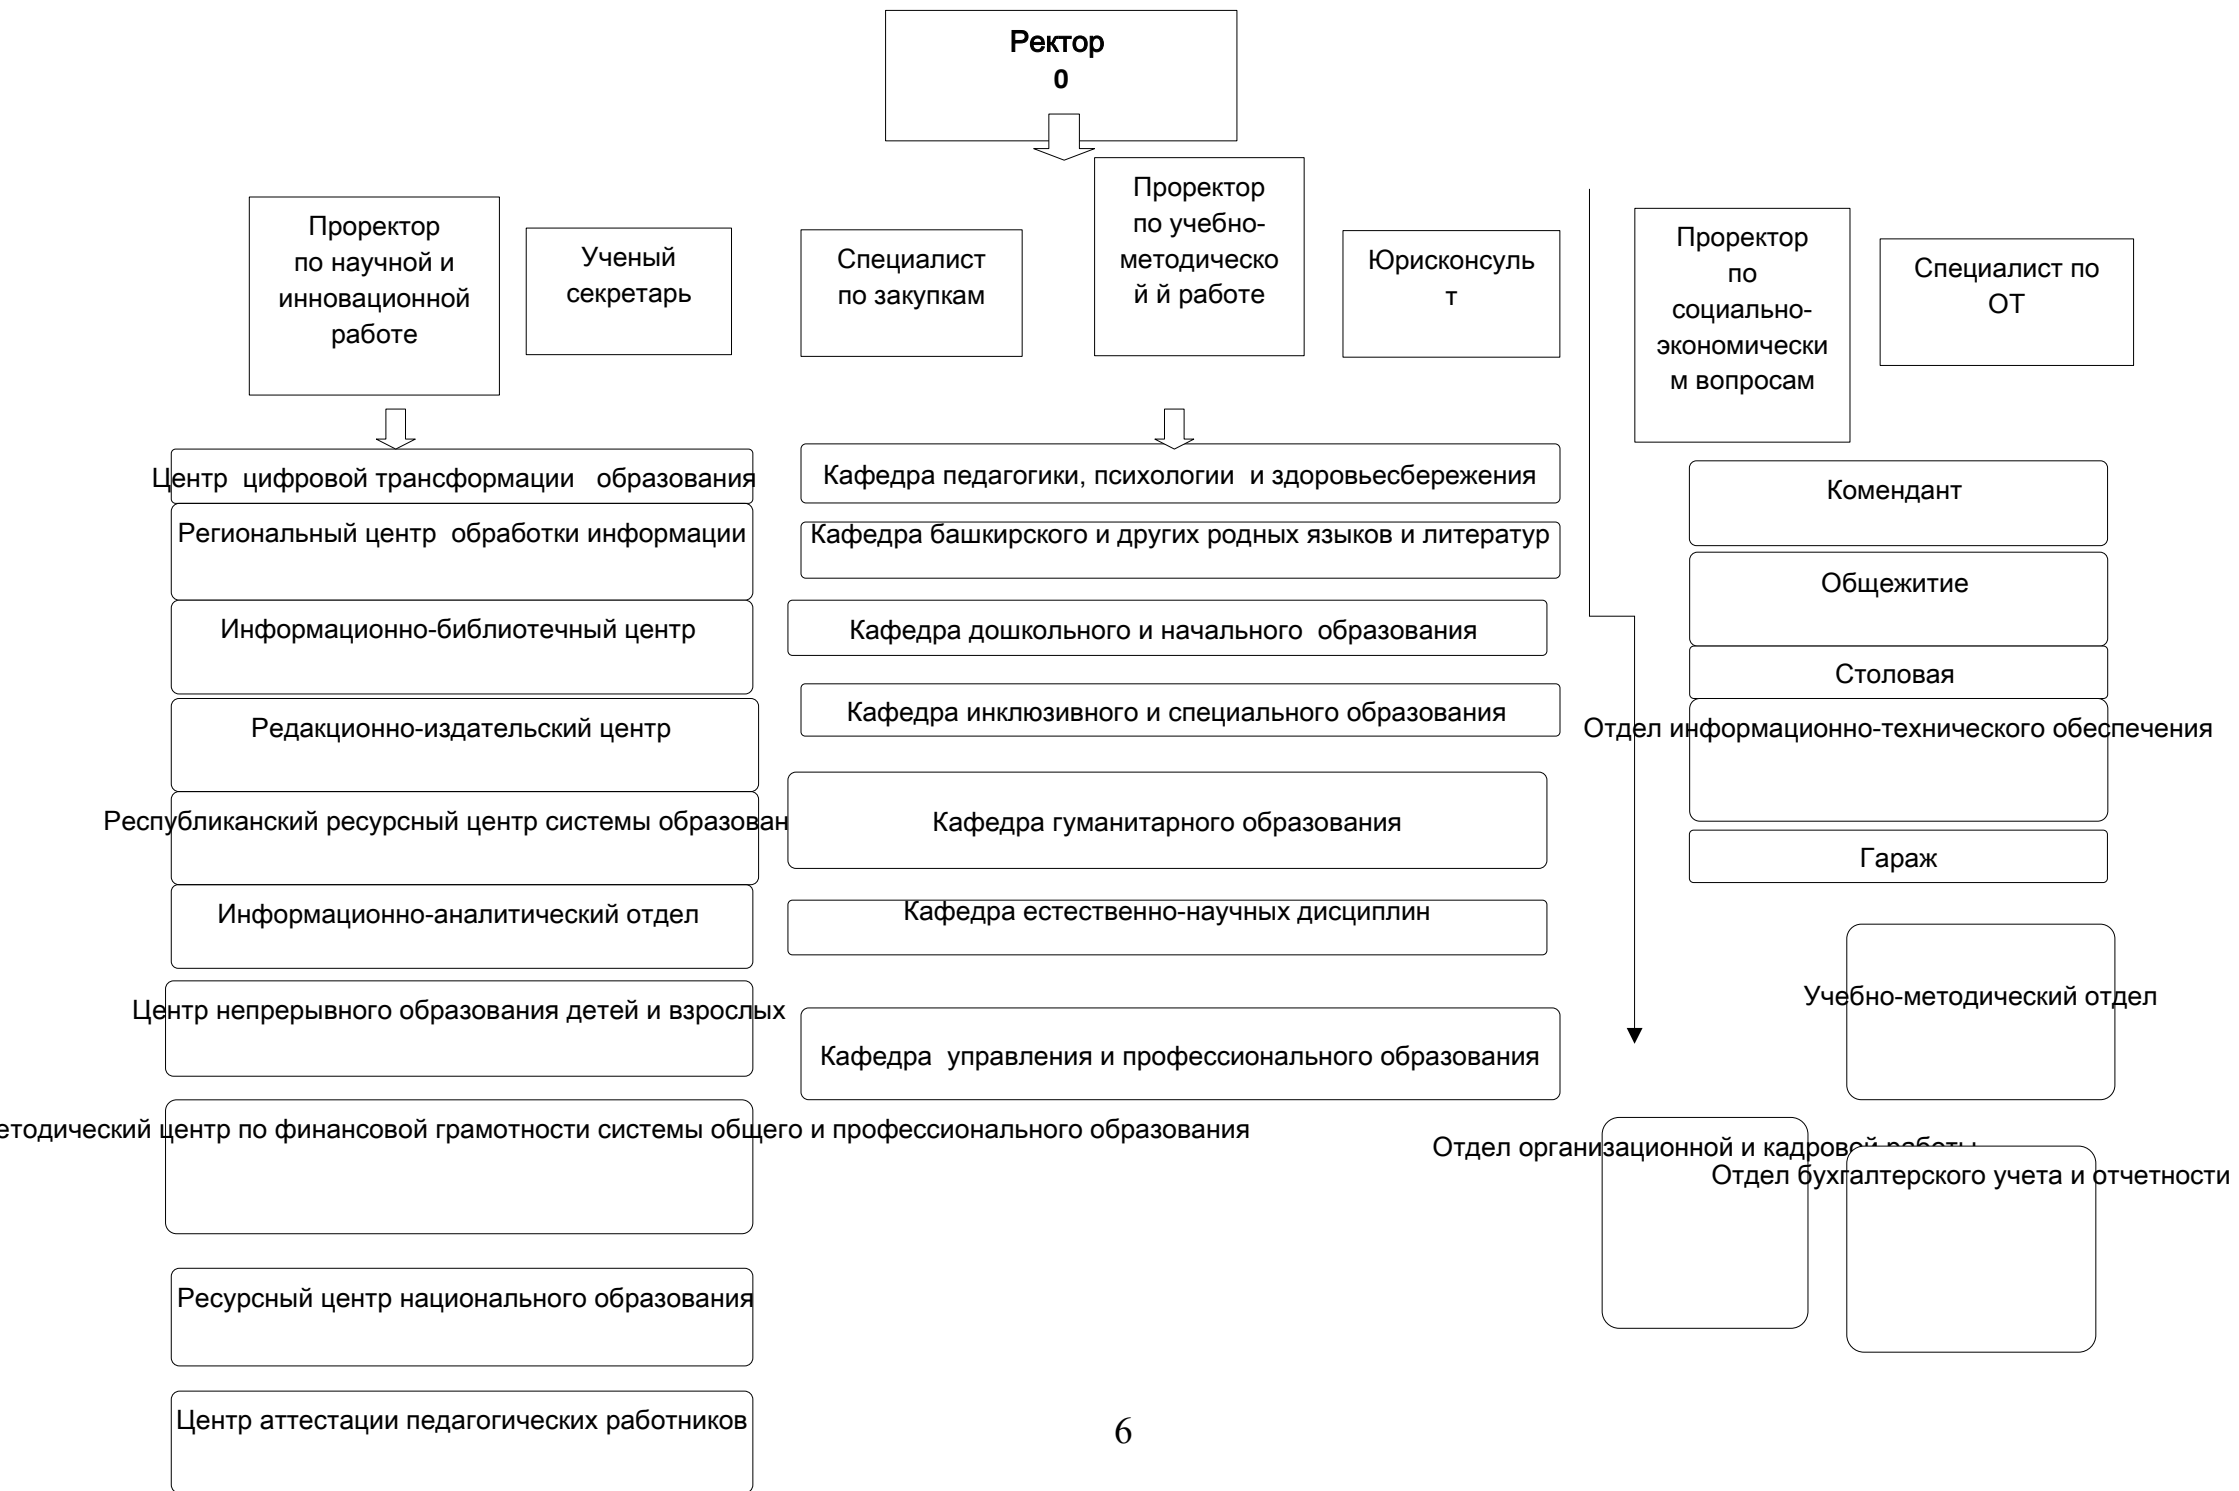 Ректор
0
Проректор
по научной и
инновационной
работе
Ученый
секретарь
Специалист
по закупкам
Проректор
по учебно-
методическо
й й работе
Юрисконсуль
т
Проректор
по
социально-
экономически
м вопросам
Специалист по
ОТ
Центр цифровой трансформации образования
Региональный центр обработки информации
Информационно-библиотечный центр
Редакционно-издательский центр
Республиканский ресурсный центр системы образован
Информационно-аналитический отдел
Центр непрерывного образования детей и взрослых
етодический центр по финансовой грамотности системы общего и профессионального образования
Ресурсный центр национального образования
Центр аттестации педагогических работников
Кафедра педагогики, психологии и здоровьесбережения
Кафедра башкирского и других родных языков и литератур
Кафедра дошкольного и начального образования
Кафедра инклюзивного и специального образования
Кафедра гуманитарного образования
Кафедра естественно-научных дисциплин
Кафедра управления и профессионального образования
Комендант
Общежитие
Столовая
Отдел информационно-технического обеспечения
Гараж
Учебно-методический отдел
Отдел организационной и кадровой работы
Отдел бухгалтерского учета и отчетности
6